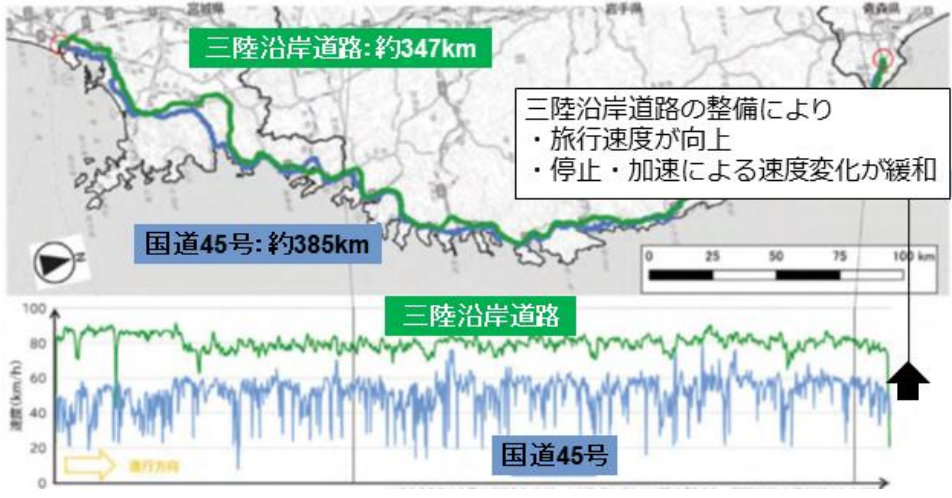 宮城県
岩手県
青森県
三陸沿岸道路:約347km
三陸沿岸道路の整備により
・旅行速度が向上
・停止・加速による速度変化が緩和
国道45号:約385km
N
0 25 50 75 100 km
三陸沿岸道路
速度(km/h)
100
80
60
40
20
0
国道45号
進行方向